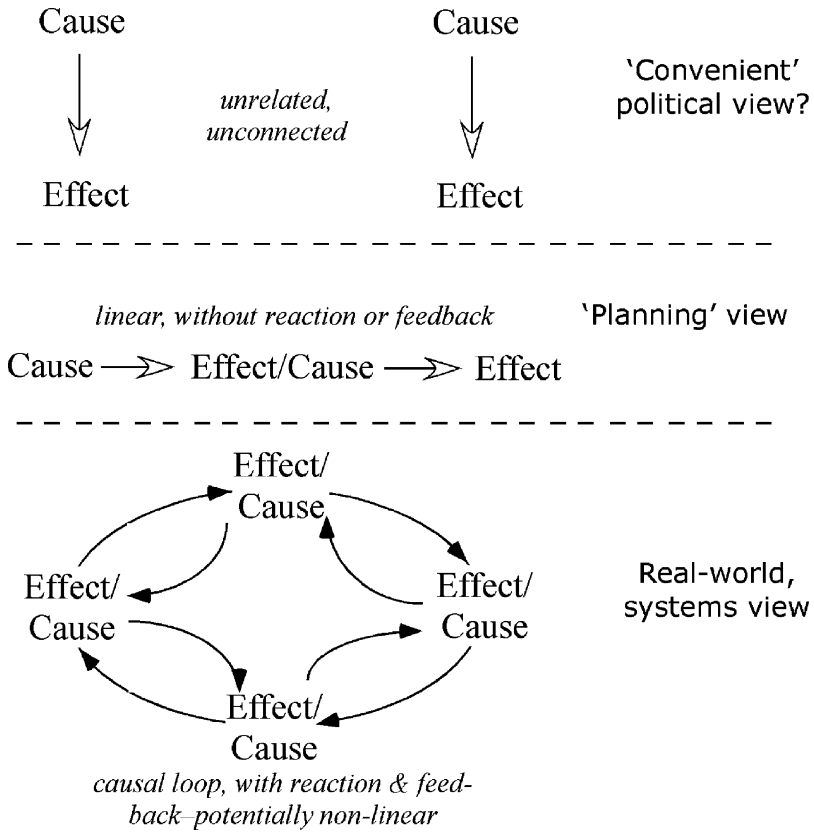 Cause
Cause
‘Convenient’
political view?
unrelated,
unconnected
Effect
Effect
linear, without reaction or feedback
‘Planning’ view
Cause
Effect/Cause
Effect
Effect/
Cause
Effect/
Cause
Effect/
Cause
Real-world,
systems view
Effect/
Cause
causal loop, with reaction & feed-
back–potentially non-linear